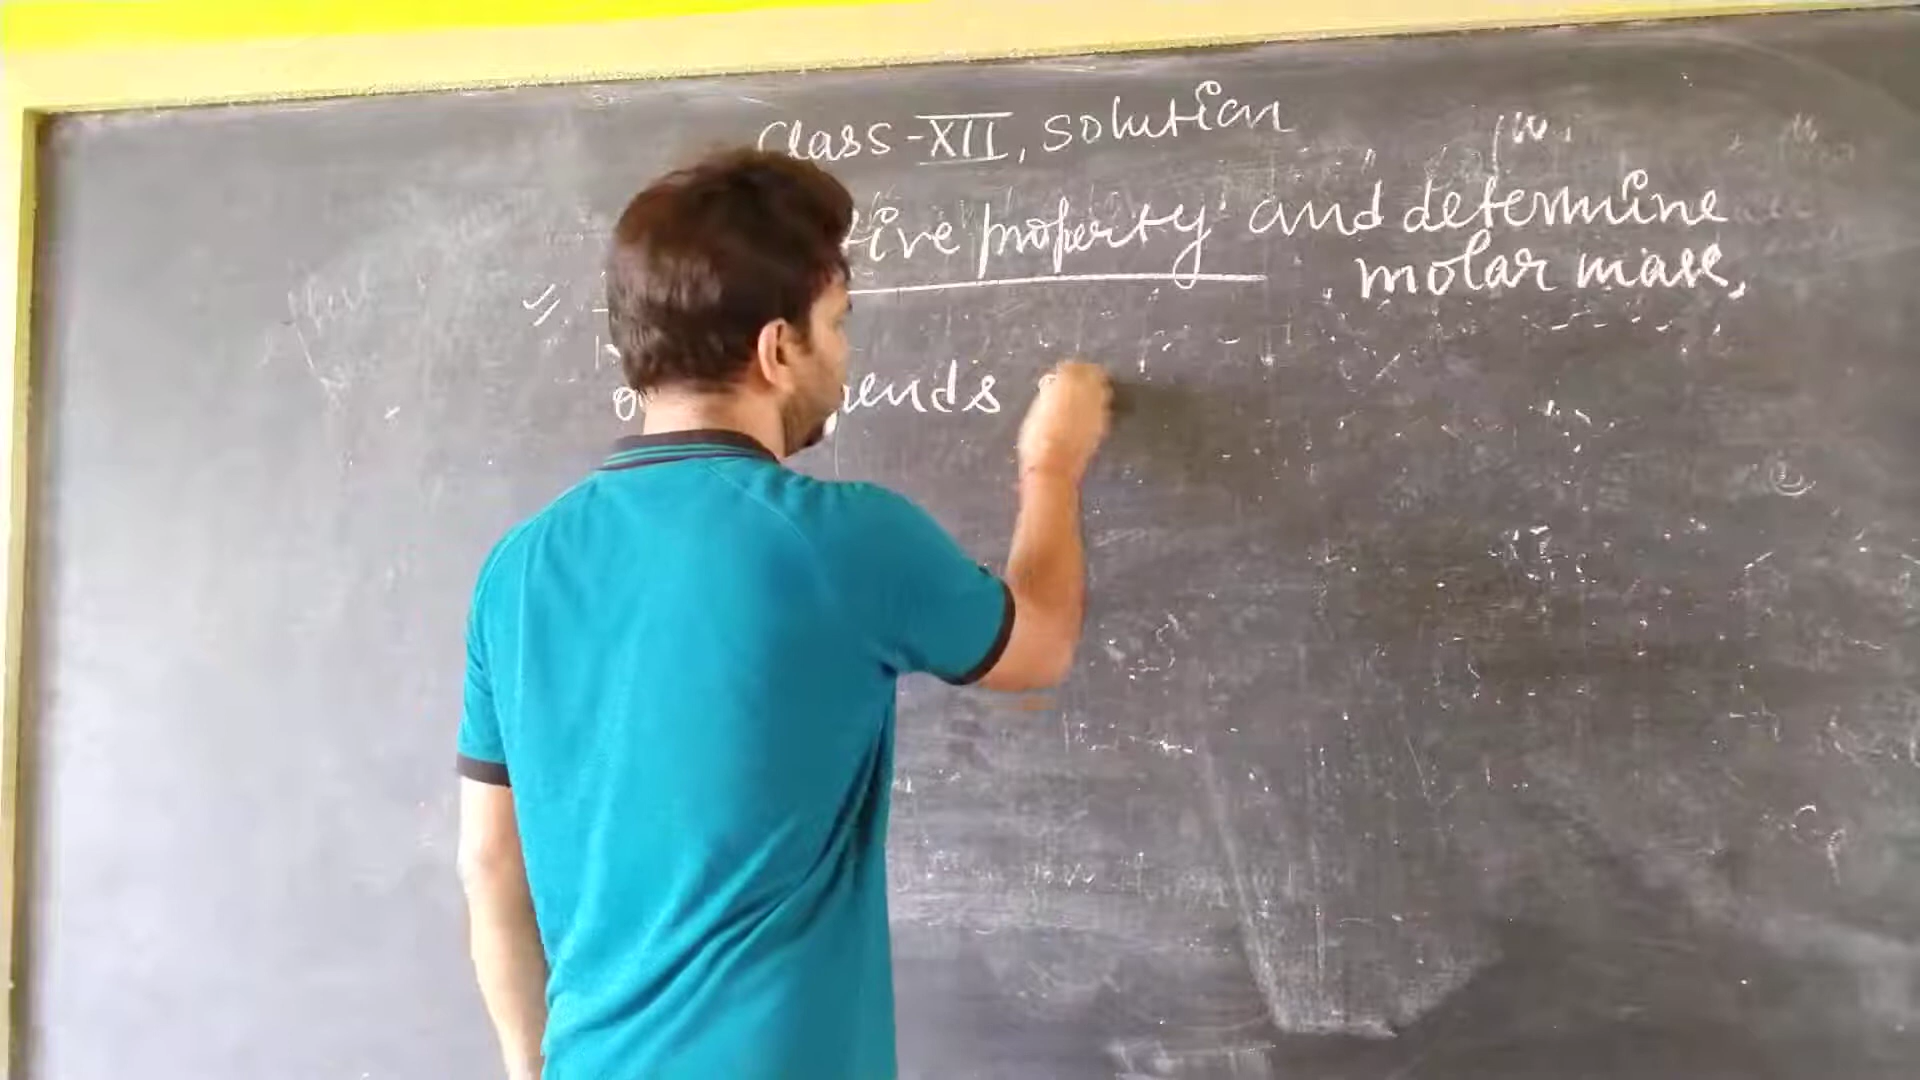 Class-XII, solution
tive property and determine
molar mass,
ends